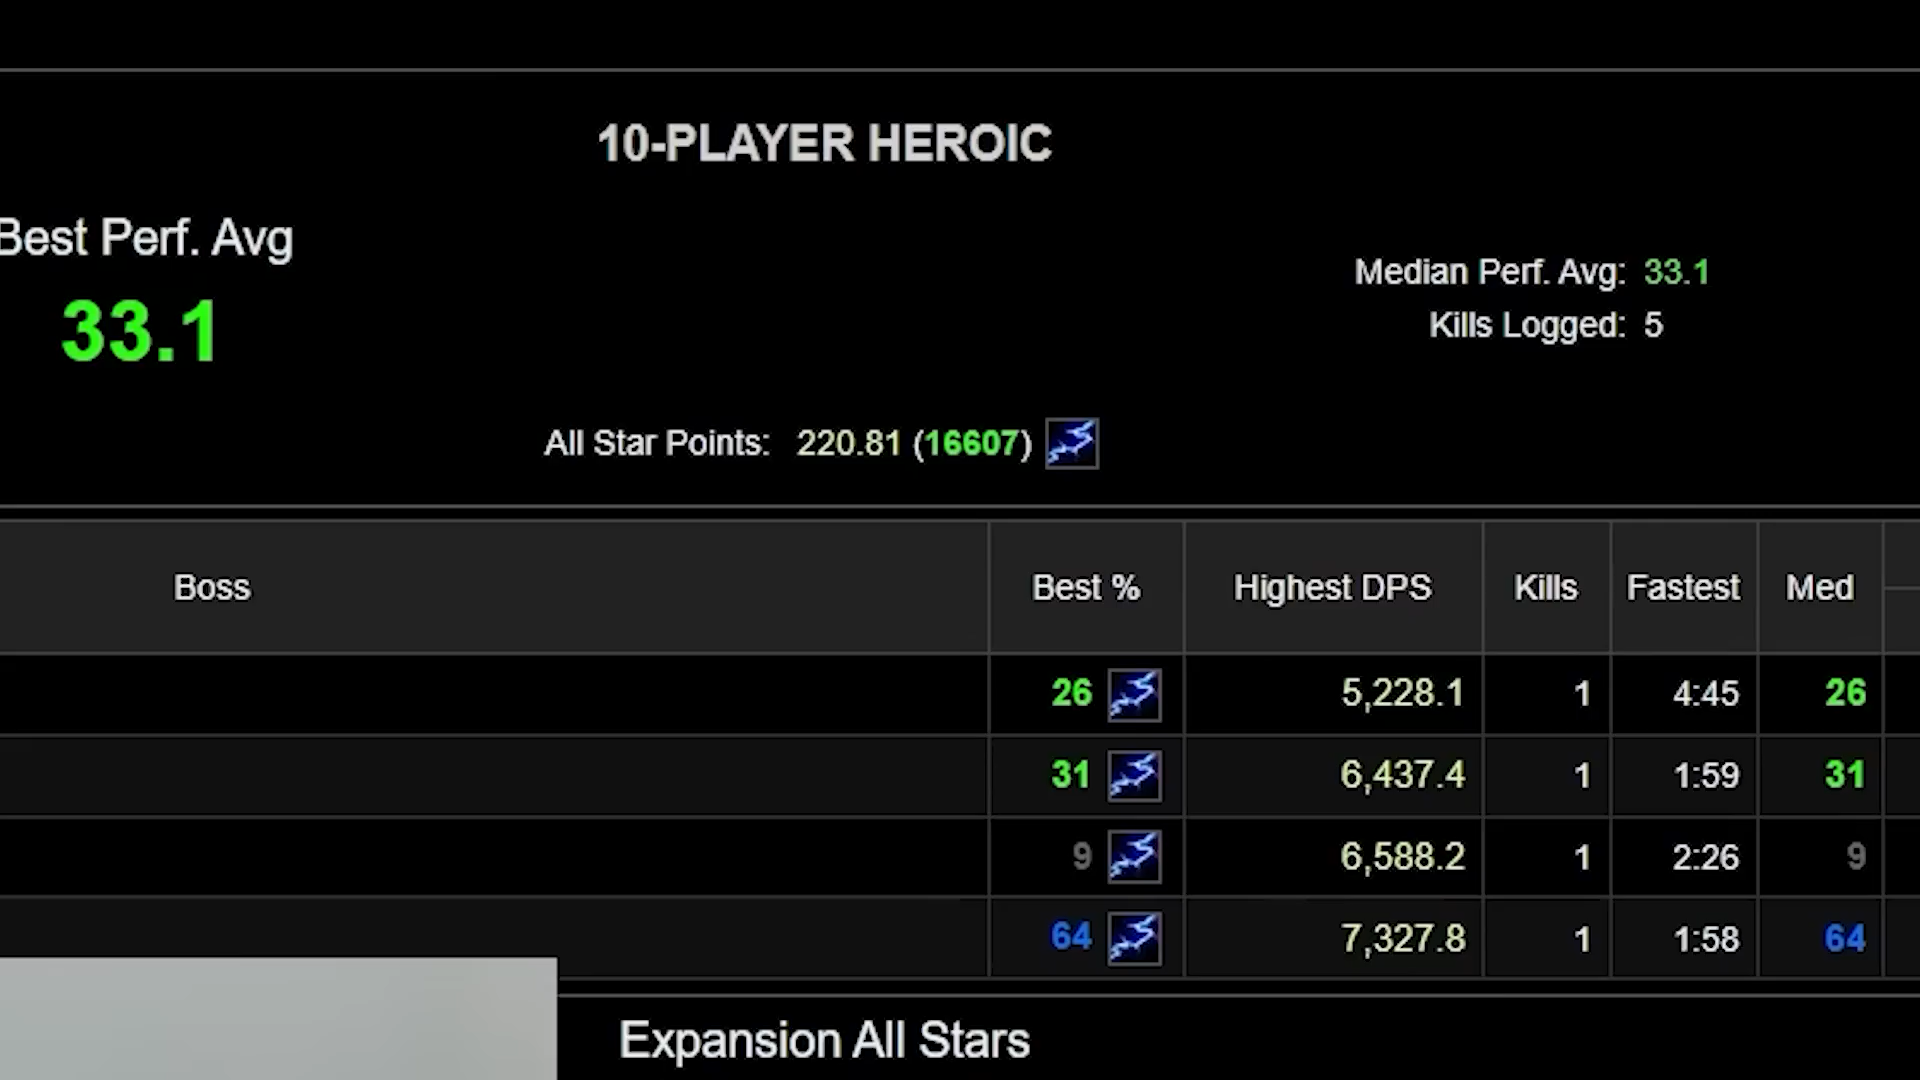 10-PLAYER HEROIC
Best Perf. Avg
33.1
Median Perf. Avg: 33.1
Kills Logged: 5
All Star Points: 220.81 (16607)
Boss Best % Highest DPS Kills Fastest Med
26 5,228.1 1 4:45 26
31 6,437.4 1 1:59 31
9 6,588.2 1 2:26 9
64 7,327.8 1 1:58 64
Expansion All Stars